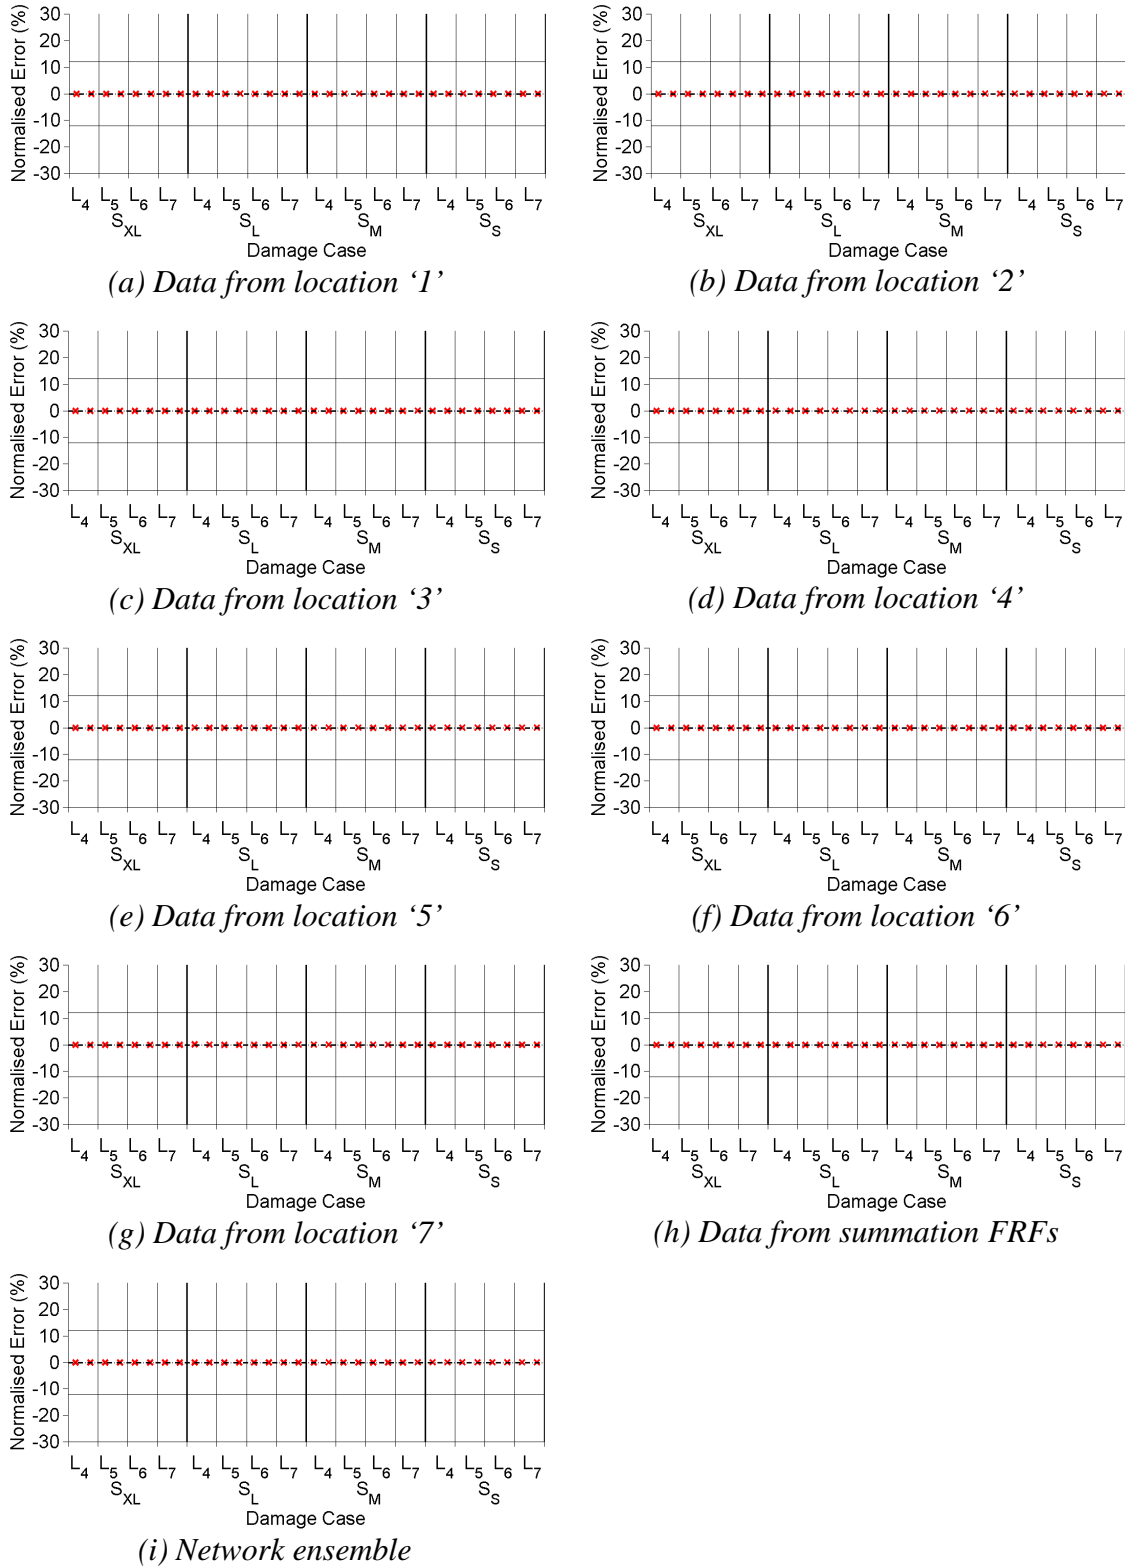 Normalised Error (%)
30
20
10
0
-10
-20
-30
L4 L5 L6 L7 L4 L5 L6 L7 L4 L5 L6 L7 L4 L5 L6 L7
SXL SL SM SS
Damage Case
(a) Data from location ‘1’
Normalised Error (%)
30
20
10
0
-10
-20
-30
L4 L5 L6 L7 L4 L5 L6 L7 L4 L5 L6 L7 L4 L5 L6 L7
SXL SL SM SS
Damage Case
(b) Data from location ‘2’
Normalised Error (%)
30
20
10
0
-10
-20
-30
L4 L5 L6 L7 L4 L5 L6 L7 L4 L5 L6 L7 L4 L5 L6 L7
SXL SL SM SS
Damage Case
(c) Data from location ‘3’
Normalised Error (%)
30
20
10
0
-10
-20
-30
L4 L5 L6 L7 L4 L5 L6 L7 L4 L5 L6 L7 L4 L5 L6 L7
SXL SL SM SS
Damage Case
(d) Data from location ‘4’
Normalised Error (%)
30
20
10
0
-10
-20
-30
L4 L5 L6 L7 L4 L5 L6 L7 L4 L5 L6 L7 L4 L5 L6 L7
SXL SL SM SS
Damage Case
(e) Data from location ‘5’
Normalised Error (%)
30
20
10
0
-10
-20
-30
L4 L5 L6 L7 L4 L5 L6 L7 L4 L5 L6 L7 L4 L5 L6 L7
SXL SL SM SS
Damage Case
(f) Data from location ‘6’
Normalised Error (%)
30
20
10
0
-10
-20
-30
L4 L5 L6 L7 L4 L5 L6 L7 L4 L5 L6 L7 L4 L5 L6 L7
SXL SL SM SS
Damage Case
(g) Data from location ‘7’
Normalised Error (%)
30
20
10
0
-10
-20
-30
L4 L5 L6 L7 L4 L5 L6 L7 L4 L5 L6 L7 L4 L5 L6 L7
SXL SL SM SS
Damage Case
(h) Data from summation FRFs
Normalised Error (%)
30
20
10
0
-10
-20
-30
L4 L5 L6 L7 L4 L5 L6 L7 L4 L5 L6 L7 L4 L5 L6 L7
SXL SL SM SS
Damage Case
(i) Network ensemble